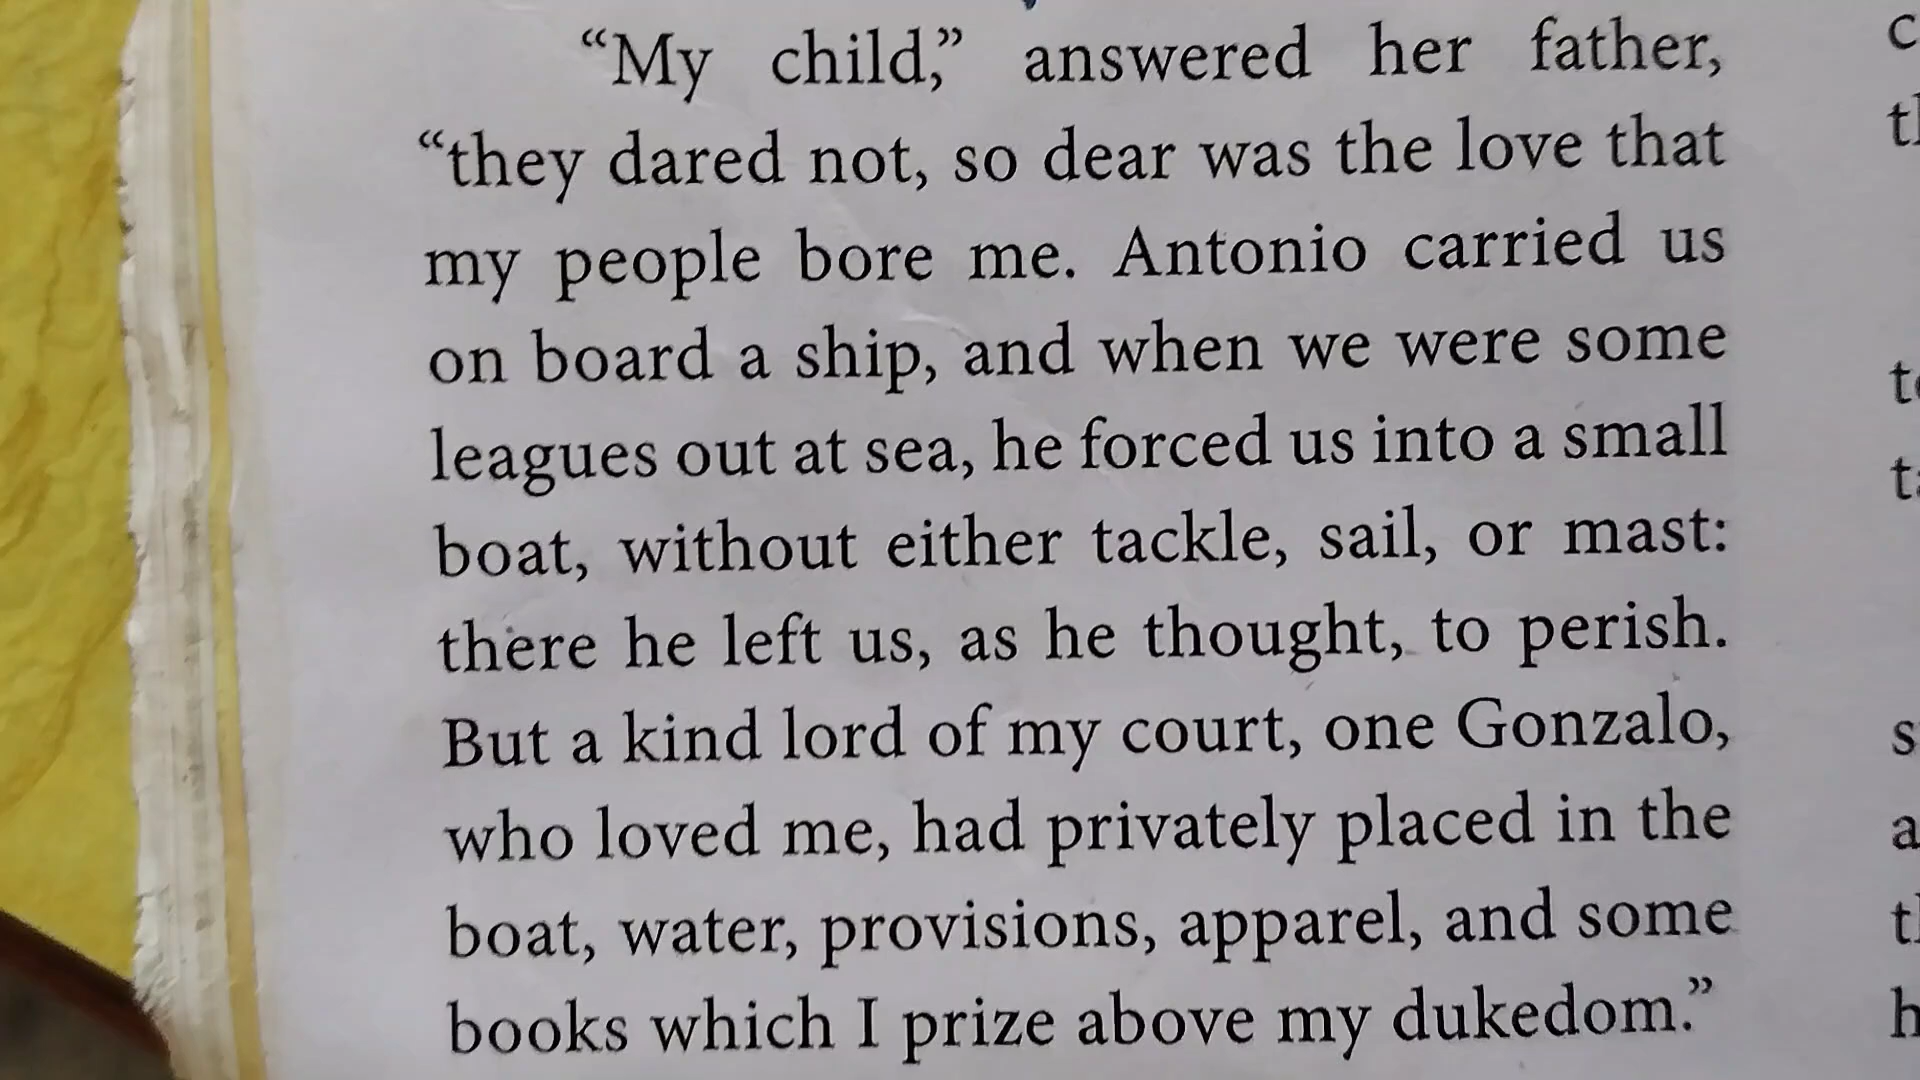 “My child,” answered her father,
“they dared not, so dear was the love that
my people bore me. Antonio carried us
on board a ship, and when we were some
leagues out at sea, he forced us into a small
boat, without either tackle, sail, or mast:
there he left us, as he thought, to perish.
But a kind lord of my court, one Gonzalo,
who loved me, had privately placed in the
boat, water, provisions, apparel, and some
books which I prize above my dukedom.”